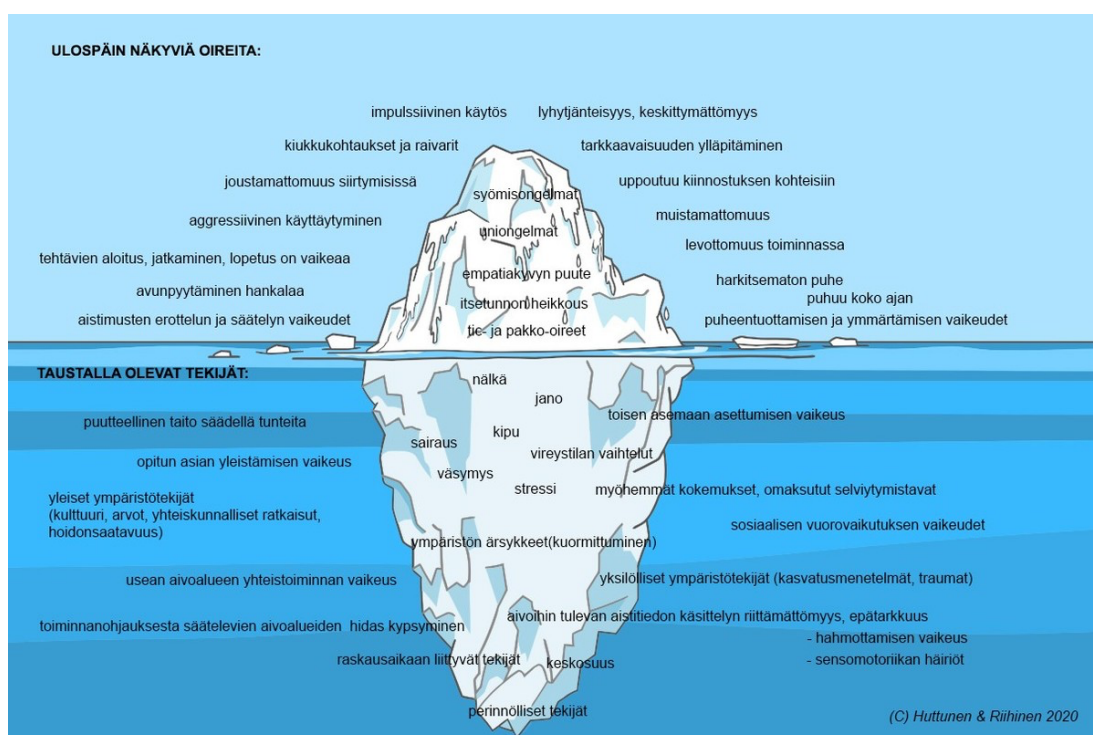 ULOSPÄIN NÄKYVIÄ OIREITA:
impulssiivinen käytös
lyhytjänteisyys, keskittymättömyys
kiukkukohtaukset ja raivarit
tarkkaavaisuuden ylläpitäminen
joustamattomuus siirtymisissä
syömisongelmat
uppoutuu kiinnostuksen kohteisiin
aggressiivinen käyttäytyminen
uniongelmat
muistamattomuus
levottomuus toiminnassa
tehtävien aloitus, jatkaminen, lopetus on vaikeaa
empatiakyvyn puute
harkitsematon puhe
avunpyytäminen hankalaa
itsetunnon heikkous
puhuu koko ajan
aistimusten erottelun ja säätelyn vaikeudet
tic- ja pakko-oireet
puheentuottamisen ja ymmärtämisen vaikeudet
TAUSTALLA OLEVAT TEKIJÄT:
nälkä
jano
puutteellinen taito säädellä tunteita
toisen asemaan asettumisen vaikeus
sairaus
kipu
opitun asian yleistämisen vaikeus
vireystilan vaihtelut
väsymys
stressi
myöhemmät kokemukset, omaksutut selviytymistavat
yleiset ympäristötekijät
(kulttuuri, arvot, yhteiskunnalliset ratkaisut,
hoidonsaatavuus)
sosiaalisen vuorovaikutuksen vaikeudet
ympäristön ärsykkeet(kuormittuminen)
usean aivoalueen yhteistoiminnan vaikeus
yksilölliset ympäristötekijät (kasvatusmenetelmät, traumat)
aivoihin tulevan aistitiedon käsittelyn riittämättömyys, epätarkkuus
toiminnanohjauksesta säätelevien aivoalueiden hidas kypsyminen
- hahmottamisen vaikeus
raskausaikaan liittyvät tekijät
keskosuus
- sensomotoriikan häiriöt
perinnölliset tekijät
(C) Huttunen & Riihinen 2020